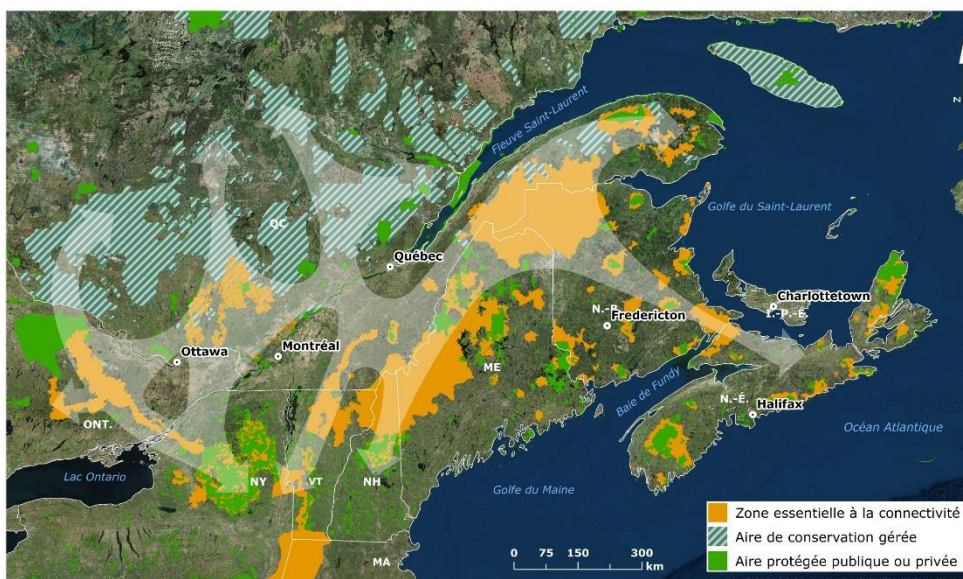 N
Fleuve Saint-Laurent
Golfe du Saint-Laurent
QC
Québec
Charlottetown
Î.-P.-É.
N.-B.
Fredericton
Ottawa
Montréal
ME
Baie de Fundy
N.-É.
Halifax
ONT.
Océan Atlantique
Lac Ontario
NY
VT
NH
Golfe du Maine
MA
0 75 150 300
km
Zone essentielle à la connectivité
Aire de conservation gérée
Aire protégée publique ou privée